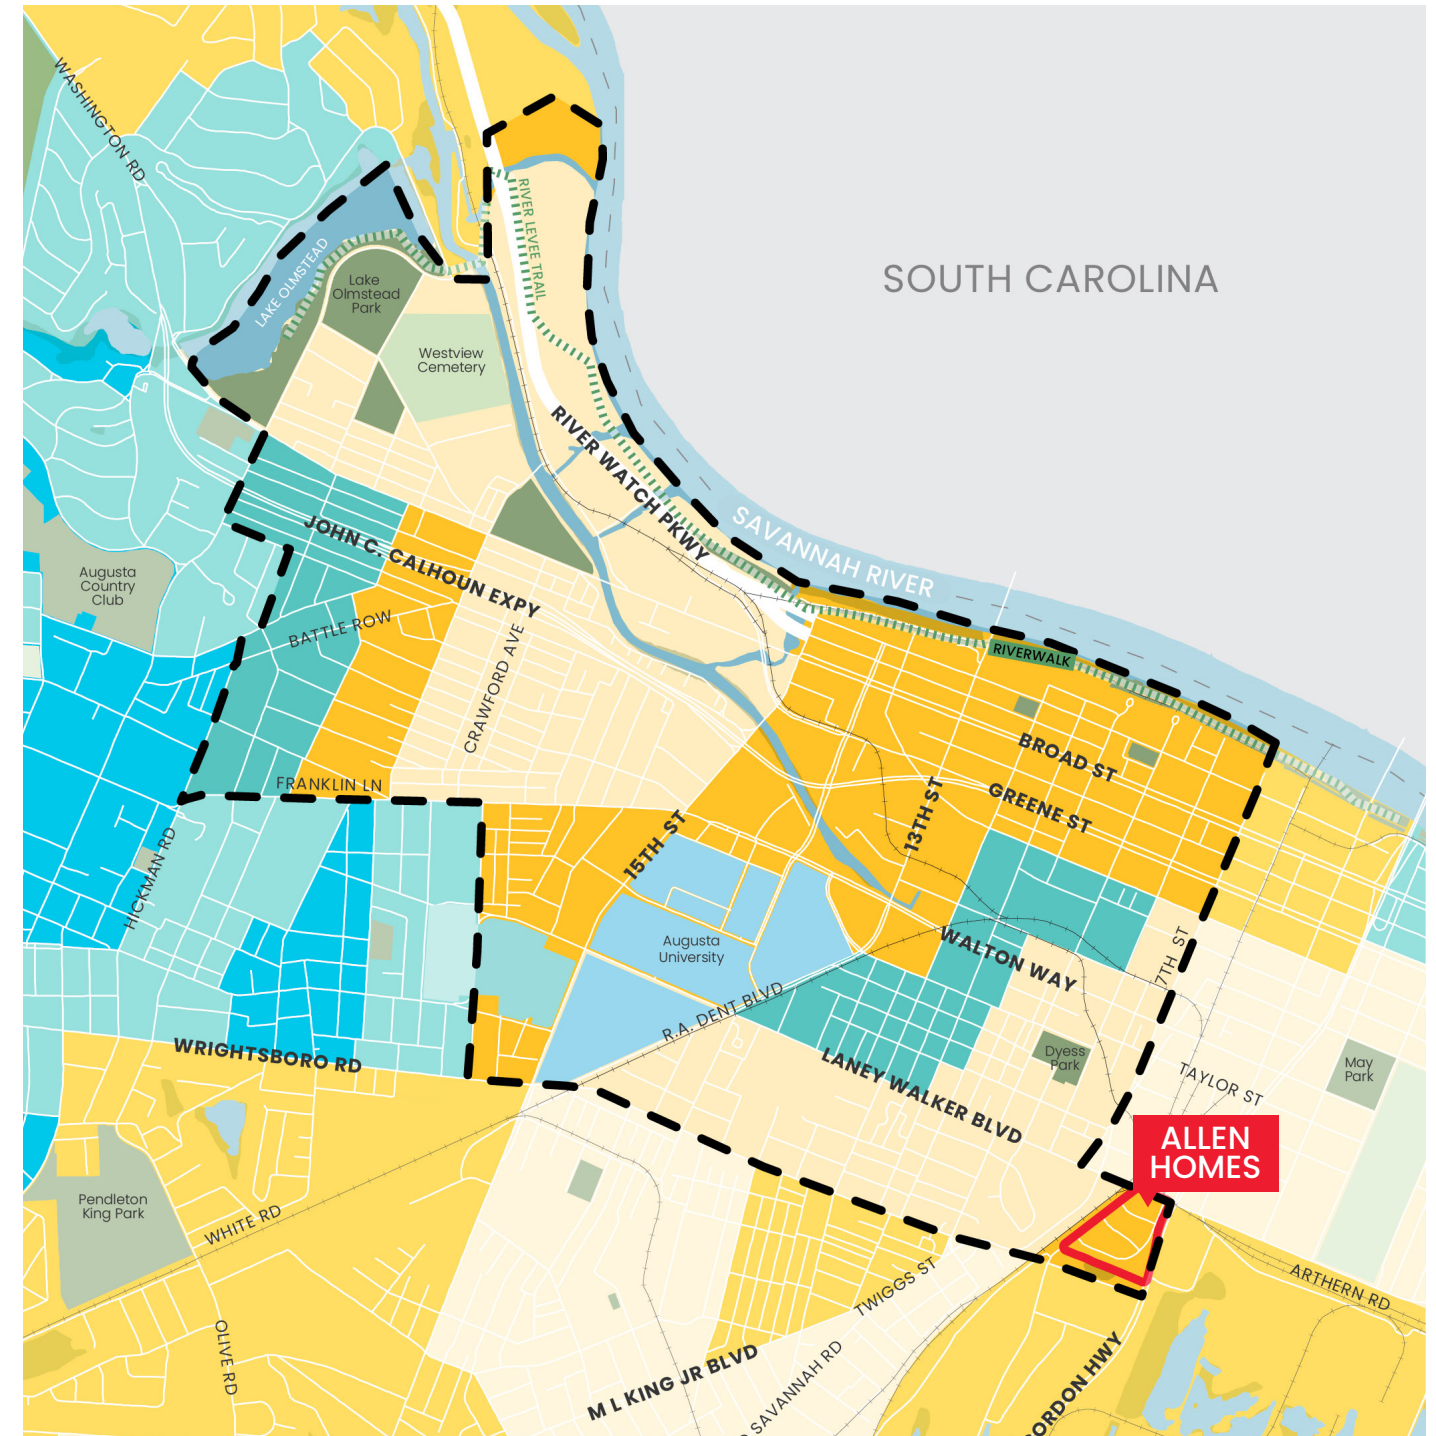 WASHINGTON RD
SOUTH CAROLINA
RIVER LEVEE TRAIL
LAKE OLMSTEAD
Lake
Olmstead
Park
Westview
Cemetery
RIVER WATCH PKWY
SAVANNAH RIVER
JOHN C. CALHOUN EXPY
Augusta
Country
Club
BATTLE ROW
CRAWFORD AVE
RIVERWALK
BROAD ST
GREENE ST
FRANKLIN LN
15TH ST
13TH ST
HICKMAN RD
Augusta
University
WALTON WAY
7TH ST
R.A. DENT BLVD
WRIGHTSBORO RD
LANEY WALKER BLVD
Dyess
Park
TAYLOR ST
May
Park
ALLEN
HOMES
Pendleton
King Park
WHITE RD
TWIGGS ST
ARTHERN RD
OLIVE RD
M L KING JR BLVD
SAVANNAH RD
HWY